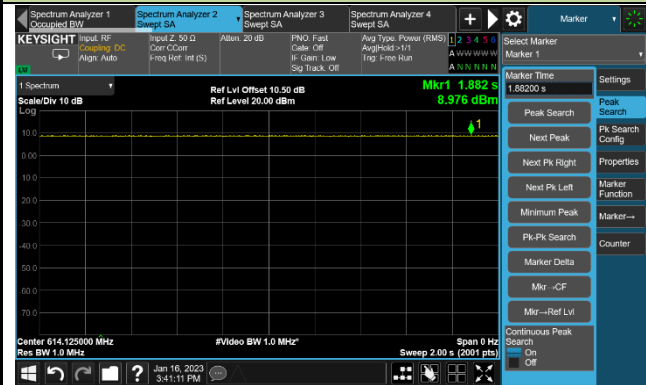 Spectrum Analyzer 1
Occupied BW
Spectrum Analyzer 2
Swept SA
Spectrum Analyzer 3
Swept SA
Spectrum Analyzer 4
Swept SA
Marker
KEYSIGHT
Input: RF
Coupling: DC
Align: Auto
Input Z: 50 Ω
Corr CCorr
Freq Ref: Int (S)
Atten: 20 dB
PNO: Fast
Gate: Off
IF Gain: Low
Sig Track: Off
Avg Type: Power (RMS)
Avg|Hold:>1/1
Trig: Free Run
1 2 3 4 5 6
A W W W W W
A N N N N N
LXI
Select Marker
Marker 1
1 Spectrum
Scale/Div 10 dB
Log
Ref Lvl Offset 10.50 dB
Ref Level 20.00 dBm
Mkr1 1.882 s
8.976 dBm
1
10.0
0.00
-10.0
-20.0
-30.0
-40.0
-50.0
-60.0
-70.0
Center 614.125000 MHz
Res BW 1.0 MHz
#Video BW 1.0 MHz*
Span 0 Hz
Sweep 2.00 s (2001 pts)
Marker Time
1.88200 s
Peak Search
Next Peak
Next Pk Right
Next Pk Left
Minimum Peak
Pk-Pk Search
Marker Delta
Mkr→CF
Mkr→Ref Lvl
Continuous Peak
Search
On
Off
Settings
Peak
Search
Pk Search
Config
Properties
Marker
Function
Marker→
Counter
Jan 16, 2023
3:41:11 PM